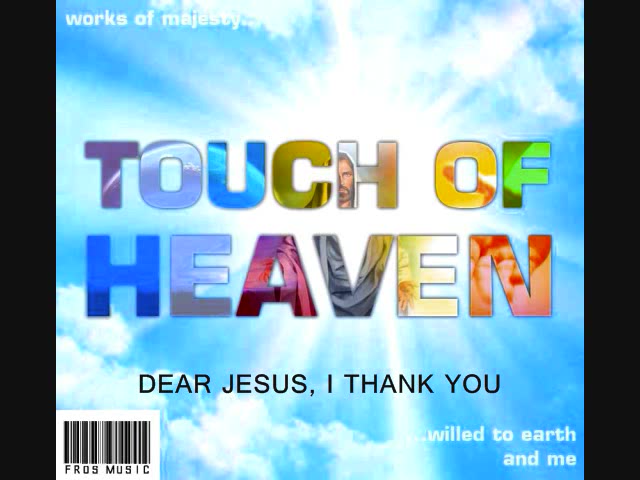 works of majesty...
TOUCH OF
HEAVEN
DEAR JESUS, I THANK YOU
...willed to earth
and me
FROS MUSIC